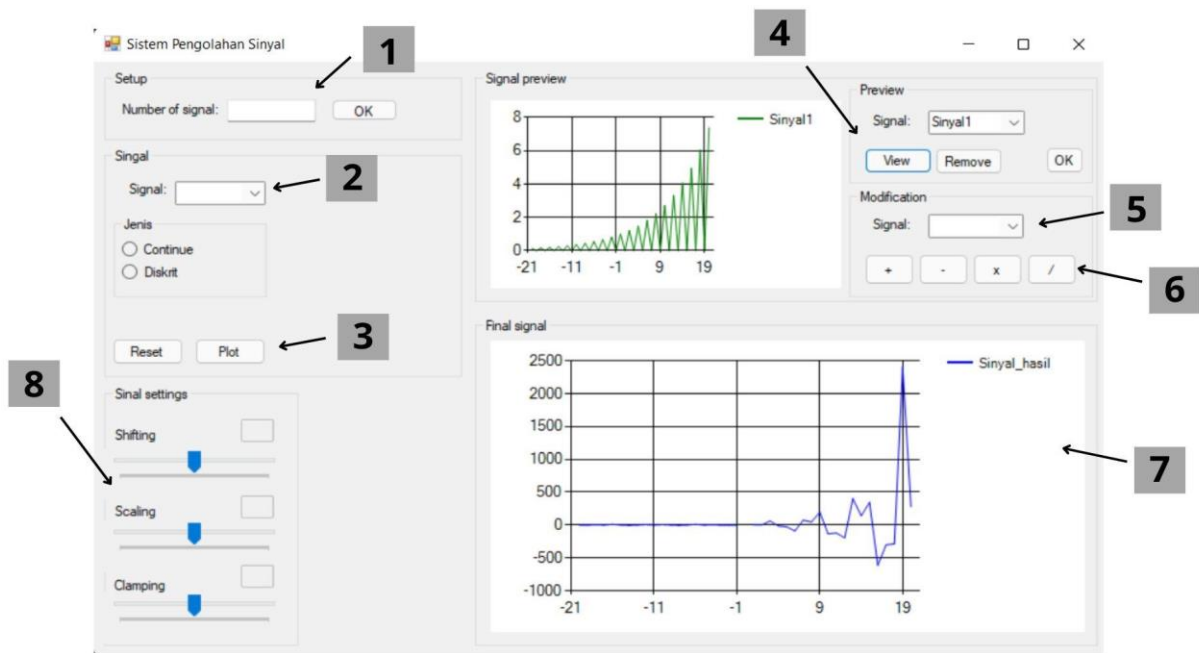 Sistem Pengolahan Sinyal
1
4
Setup
Number of signal:
OK
Signal preview
8
6
4
2
0
-21 -11 -1 9 19
Sinyal1
Preview
Signal: Sinyal1
View Remove OK
Singal
Signal:
2
Jenis
Continue
Diskrit
Modification
Signal:
5
+ - x /
6
Reset Plot
3
8
Sinal settings
Shifting
Scaling
Clamping
Final signal
2500
2000
1500
1000
500
0
-500
-1000
-21 -11 -1 9 19
Sinyal_hasil
7